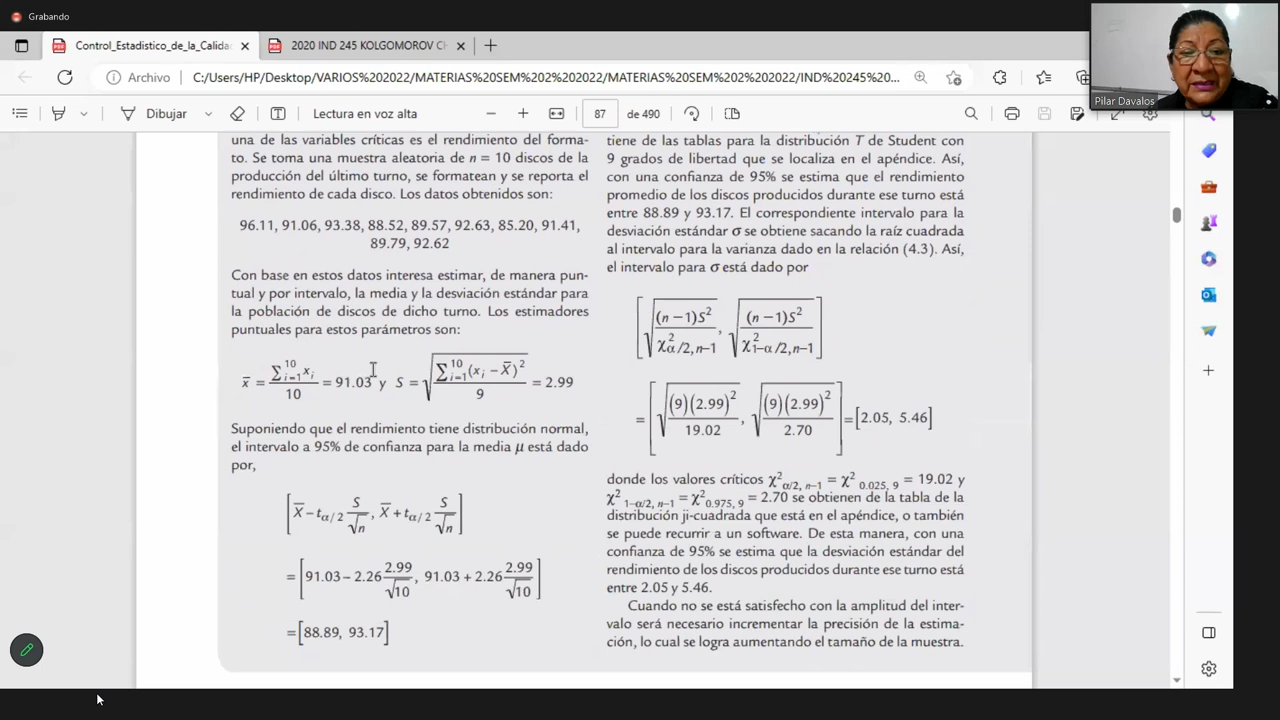 Grabando
Control_Estadistico_de_la_Calida
2020 IND 245 KOLGOMOROV C
Archivo
C:/Users/HP/Desktop/VARIOS%202022/MATERIAS%20SEM%202%202022/MATERIAS%20SEM%202%202022/IND%20245%20...
Dibujar
Lectura en voz alta
87
de 490
Pilar Davalos
una de las variables críticas es el rendimiento del forma-
to. Se toma una muestra aleatoria de n = 10 discos de la
producción del último turno, se formatean y se reporta el
rendimiento de cada disco. Los datos obtenidos son:
96.11, 91.06, 93.38, 88.52, 89.57, 92.63, 85.20, 91.41,
89.79, 92.62
Con base en estos datos interesa estimar, de manera pun-
tual y por intervalo, la media y la desviación estándar para
la población de discos de dicho turno. Los estimadores
puntuales para estos parámetros son:
x̄ = ∑_{i=1}^{10} x_i / 10 = 91.03 y S = √(∑_{i=1}^{10} (x_i − X̄)² / 9) = 2.99
Suponiendo que el rendimiento tiene distribución normal,
el intervalo a 95% de confianza para la media μ está dado
por,
[X̄ − t_{α/2} S/√n, X̄ + t_{α/2} S/√n]
= [91.03 − 2.26 2.99/√10, 91.03 + 2.26 2.99/√10]
= [88.89, 93.17]
tiene de las tablas para la distribución T de Student con
9 grados de libertad que se localiza en el apéndice. Así,
con una confianza de 95% se estima que el rendimiento
promedio de los discos producidos durante ese turno está
entre 88.89 y 93.17. El correspondiente intervalo para la
desviación estándar σ se obtiene sacando la raíz cuadrada
al intervalo para la varianza dado en la relación (4.3). Así,
el intervalo para σ está dado por
[√((n −1)S² / χ²_{α/2, n−1}), √((n −1)S² / χ²_{1−α/2, n−1})]
= [√((9)(2.99)² / 19.02), √((9)(2.99)² / 2.70)] = [2.05, 5.46]
donde los valores críticos χ²_{α/2, n−1} = χ²_{0.025, 9} = 19.02 y
χ²_{1−α/2, n−1} = χ²_{0.975, 9} = 2.70 se obtienen de la tabla de la
distribución ji-cuadrada que está en el apéndice, o también
se puede recurrir a un software. De esta manera, con una
confianza de 95% se estima que la desviación estándar del
rendimiento de los discos producidos durante ese turno está
entre 2.05 y 5.46.
Cuando no se está satisfecho con la amplitud del inter-
valo será necesario incrementar la precisión de la estima-
ción, lo cual se logra aumentando el tamaño de la muestra.